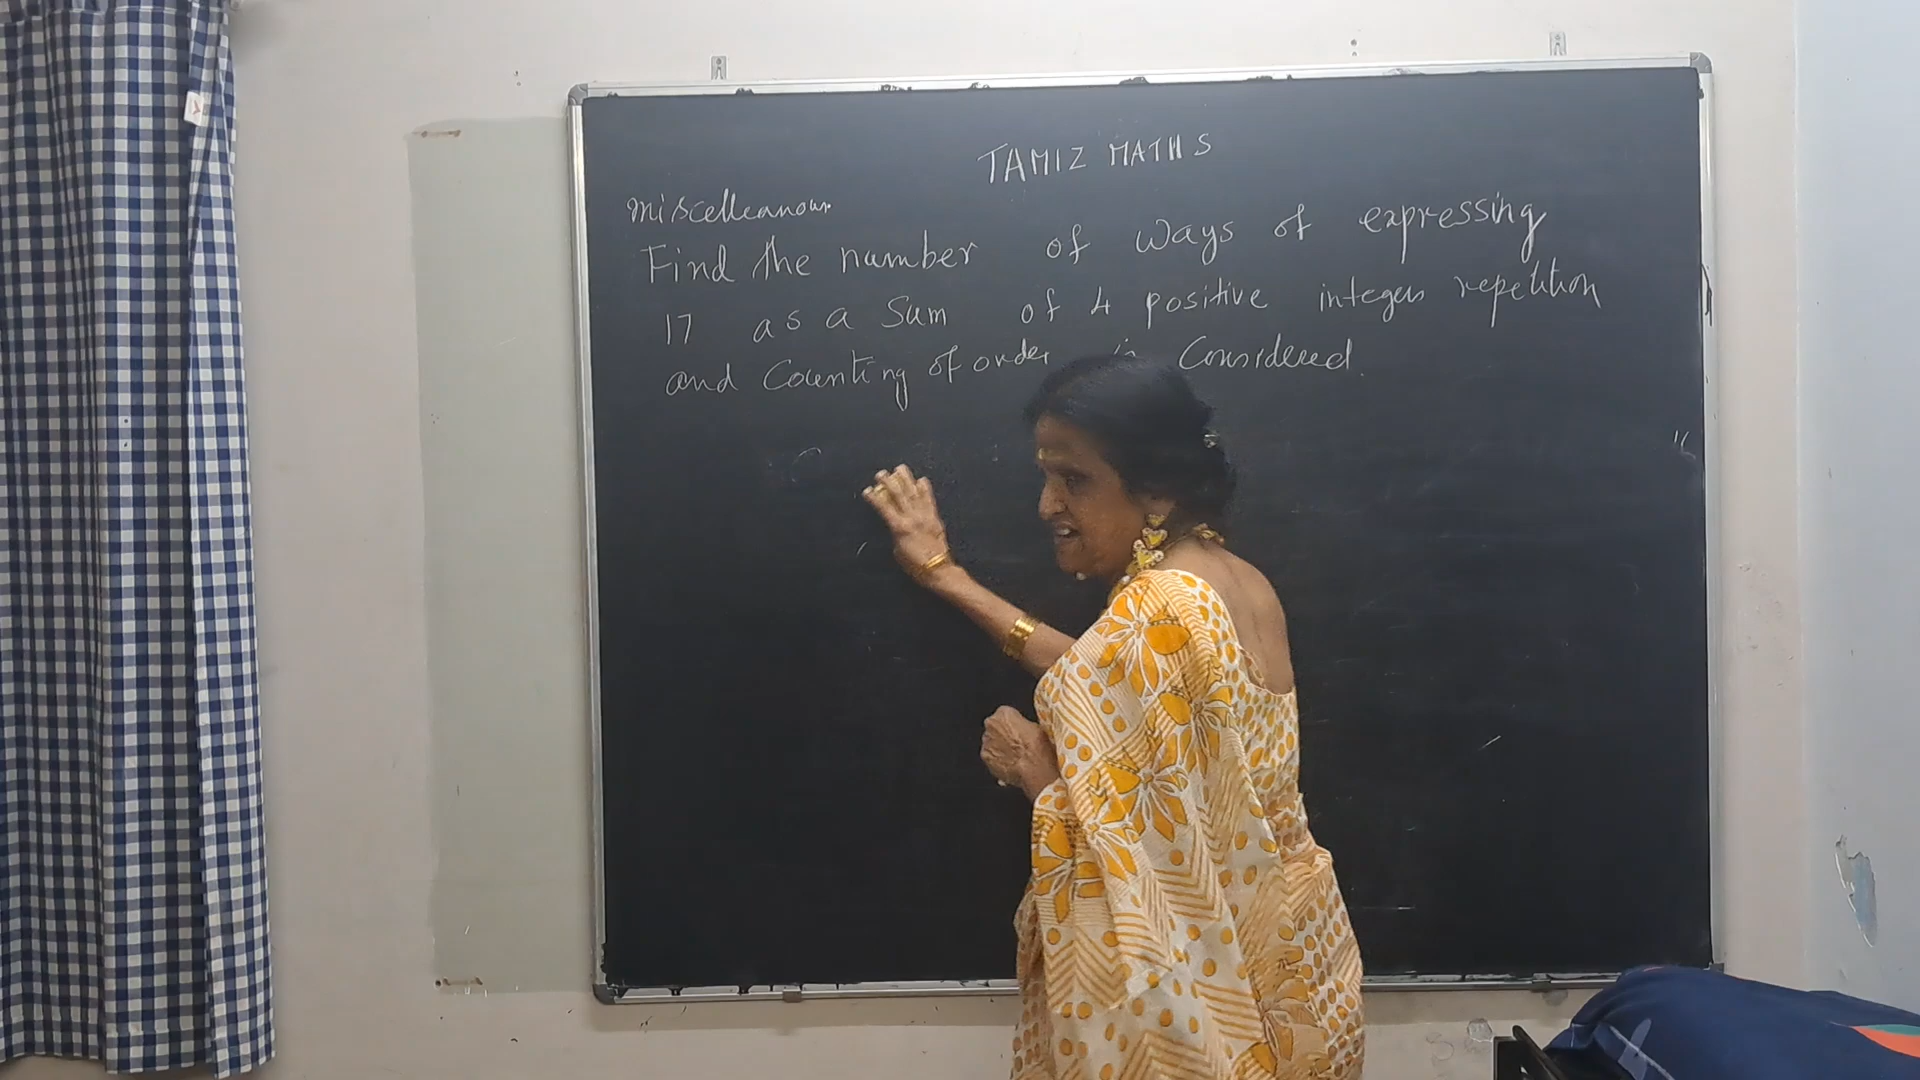 TAMIZ MATHS
Miscelleanour
Find the number of ways of expressing
17 as a Sum of 4 positive integers repetition
and Counting of order is Considered.